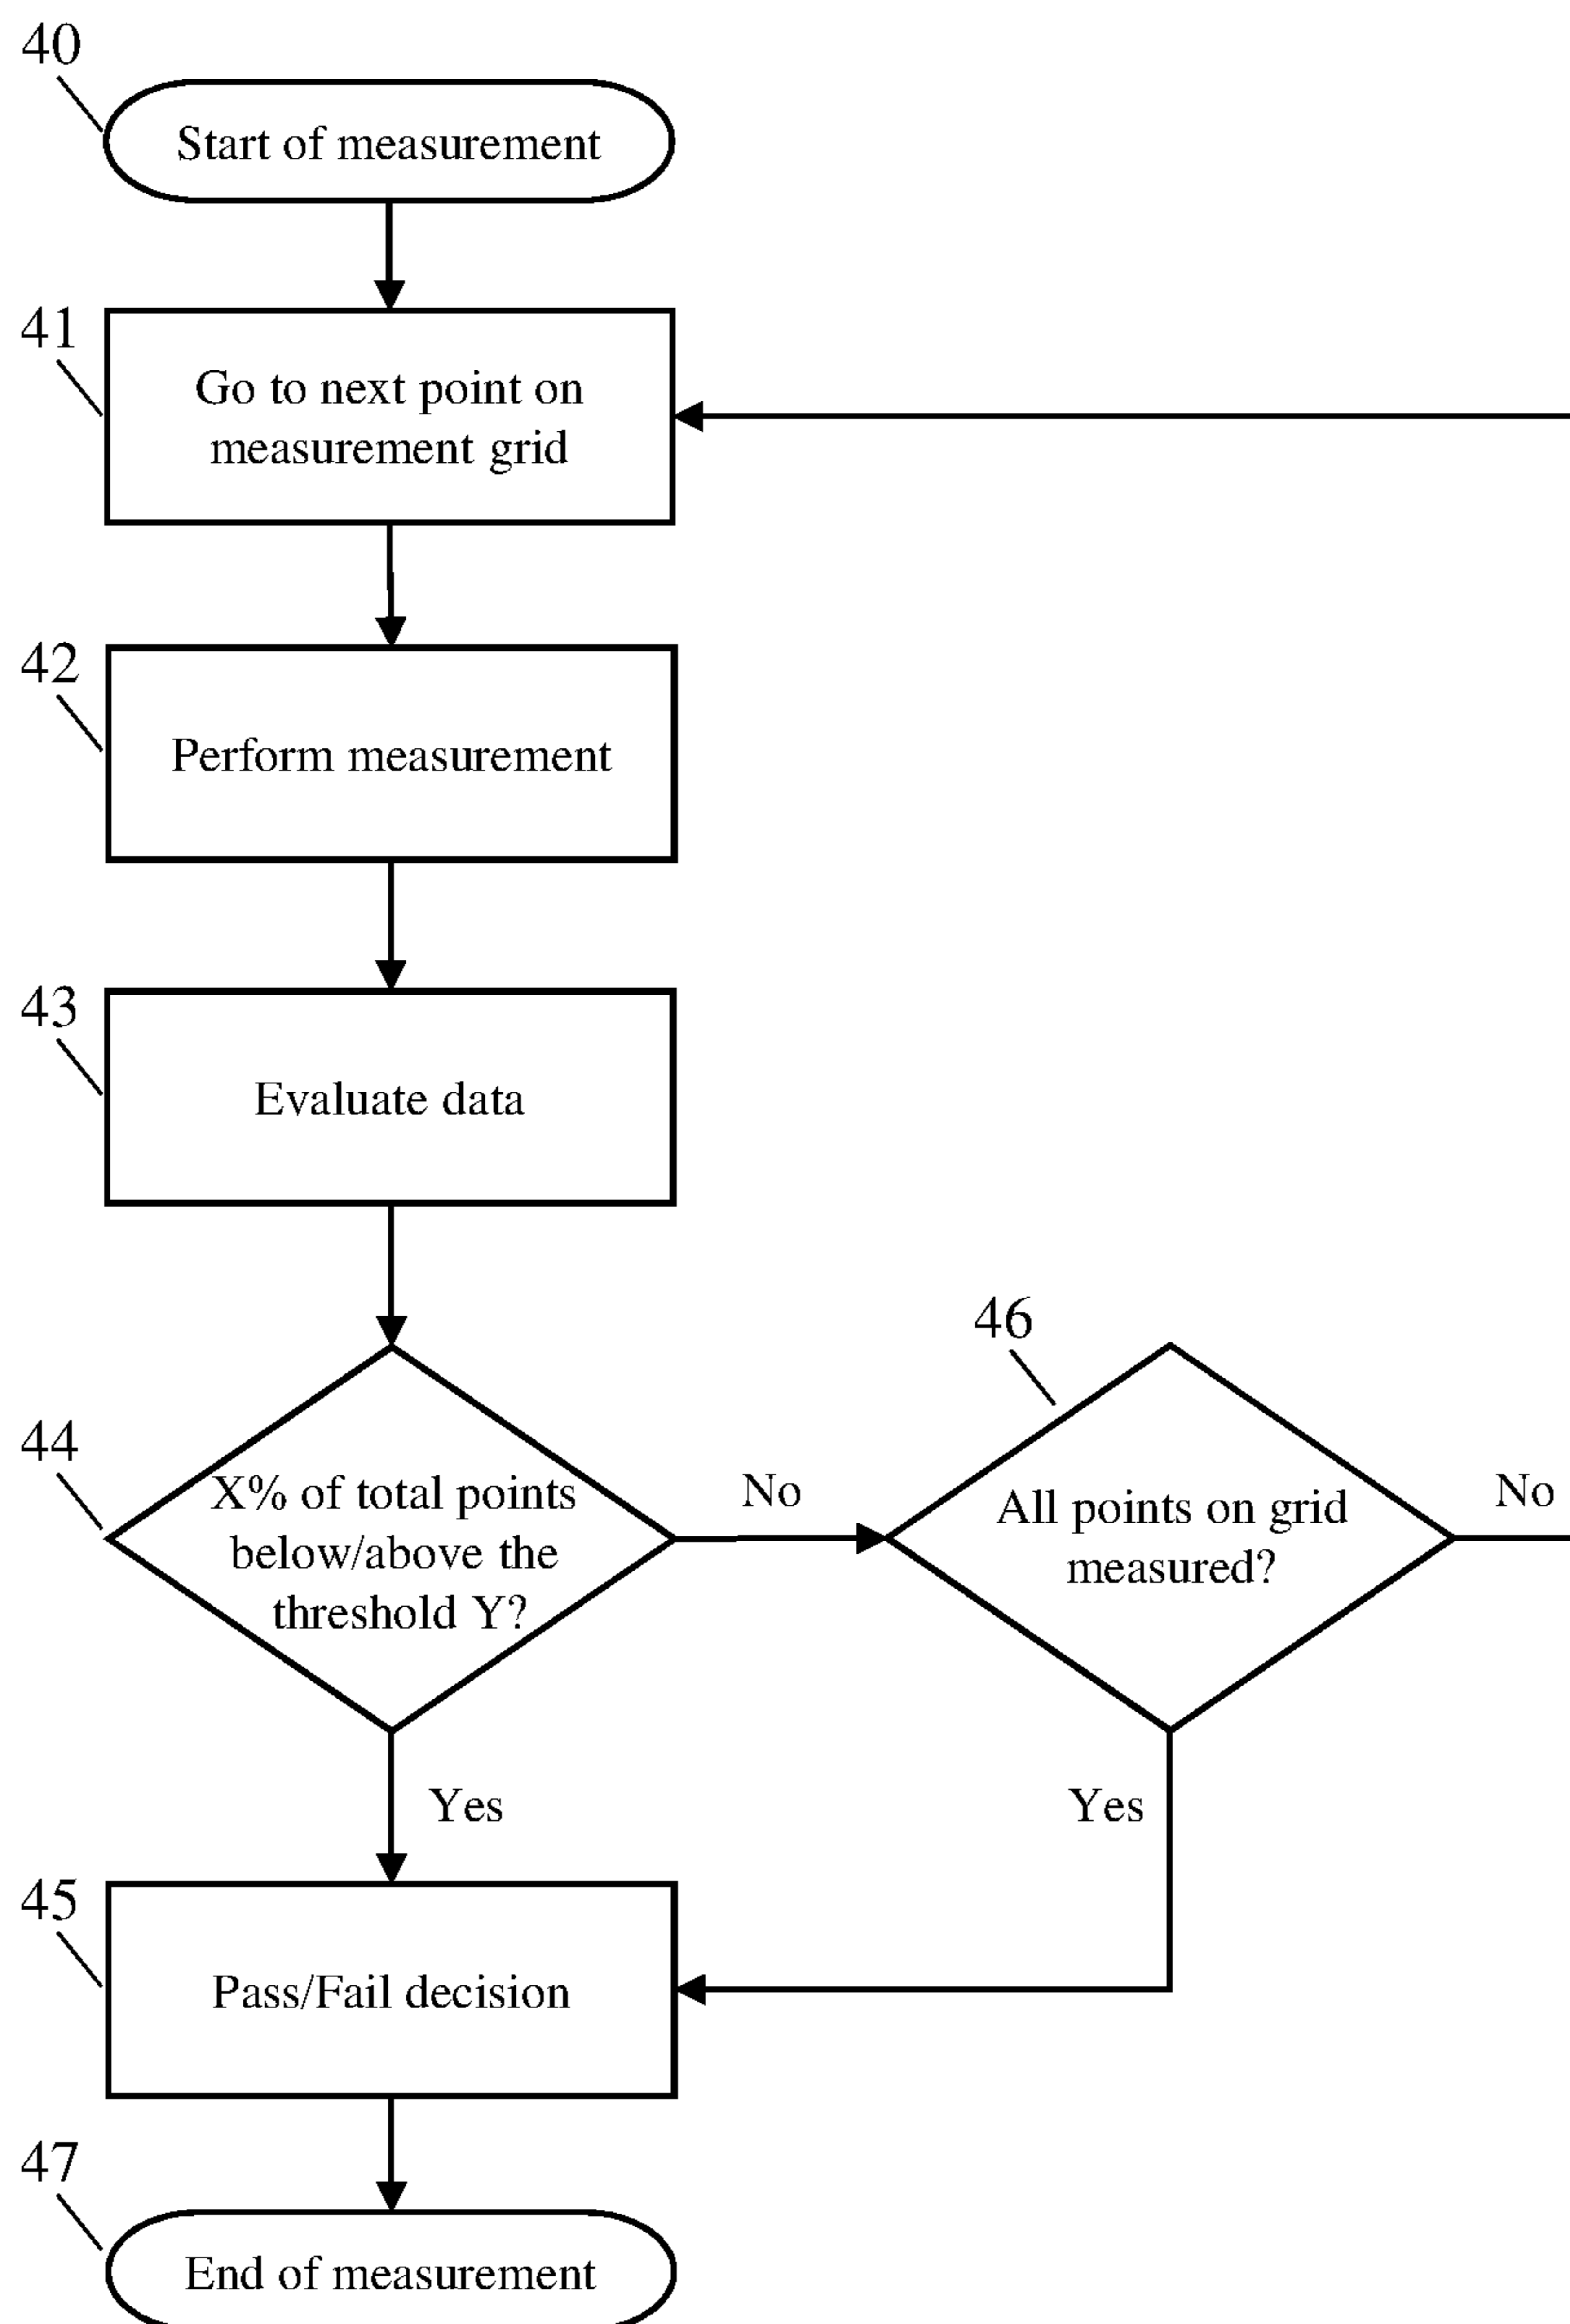 40
Start of measurement
41
Go to next point on
measurement grid
42
Perform measurement
43
Evaluate data
44
X% of total points
below/above the
threshold Y?
No
46
All points on grid
measured?
No
Yes
Yes
45
Pass/Fail decision
47
End of measurement